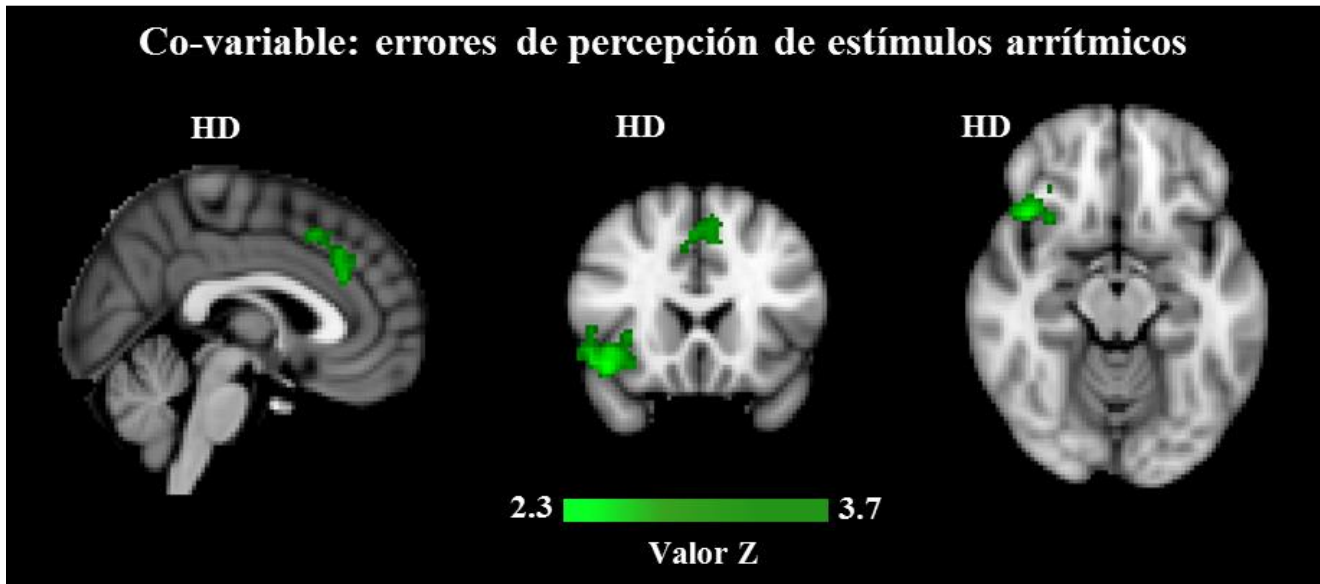 Co-variable: errores de percepción de estímulos arrítmicos
HD
HD
HD
2.3
3.7
Valor Z